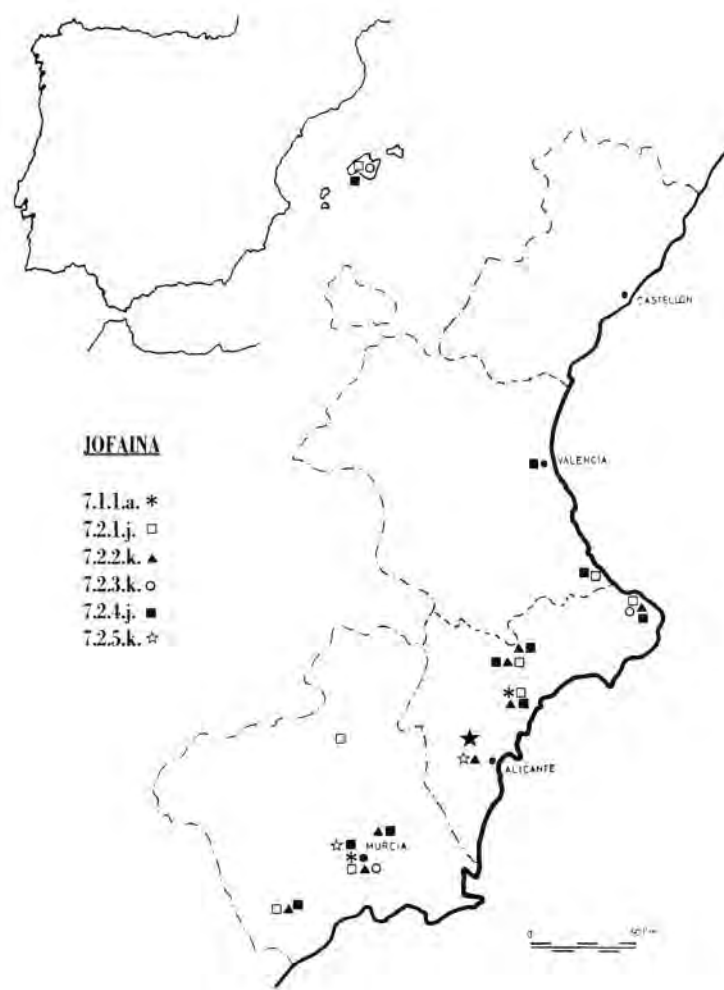 CASTELLON
VALENCIA
JOFAINA
7.1.1.a.
7.2.1.j.
7.2.2.k.
7.2.3.k.
7.2.4.j.
7.2.5.k.
ALICANTE
MURCIA
0